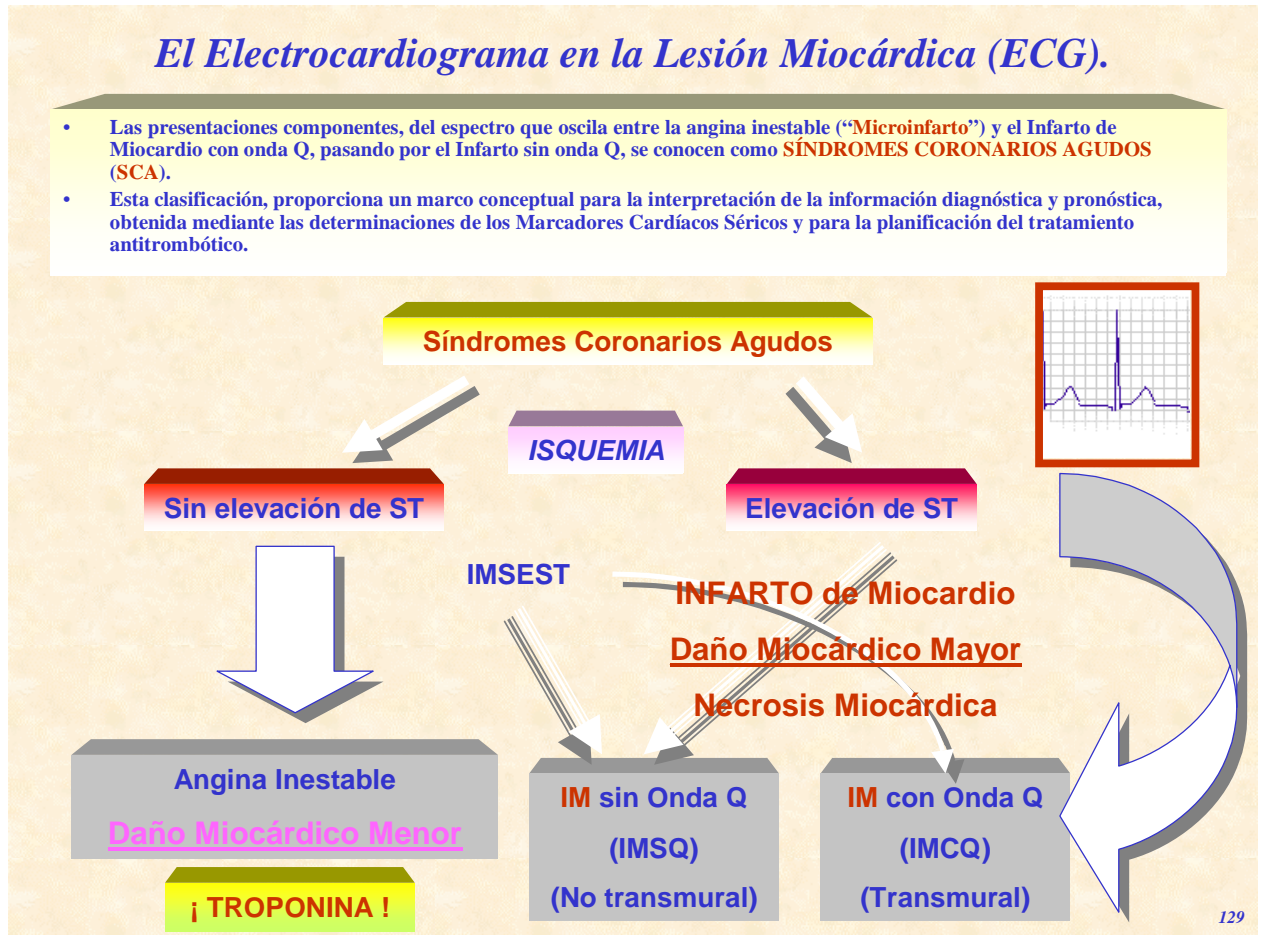 El Electrocardiograma en la Lesión Miocárdica (ECG).
• Las presentaciones componentes, del espectro que oscila entre la angina inestable (“Microinfarto”) y el Infarto de
Miocardio con onda Q, pasando por el Infarto sin onda Q, se conocen como SÍNDROMES CORONARIOS AGUDOS
(SCA).
• Esta clasificación, proporciona un marco conceptual para la interpretación de la información diagnóstica y pronóstica,
obtenida mediante las determinaciones de los Marcadores Cardíacos Séricos y para la planificación del tratamiento
antitrombótico.
Síndromes Coronarios Agudos
ISQUEMIA
Sin elevación de ST
Elevación de ST
IMSEST
INFARTO de Miocardio
Daño Miocárdico Mayor
Necrosis Miocárdica
Angina Inestable
Daño Miocárdico Menor
¡ TROPONINA !
IM sin Onda Q
(IMSQ)
(No transmural)
IM con Onda Q
(IMCQ)
(Transmural)
129